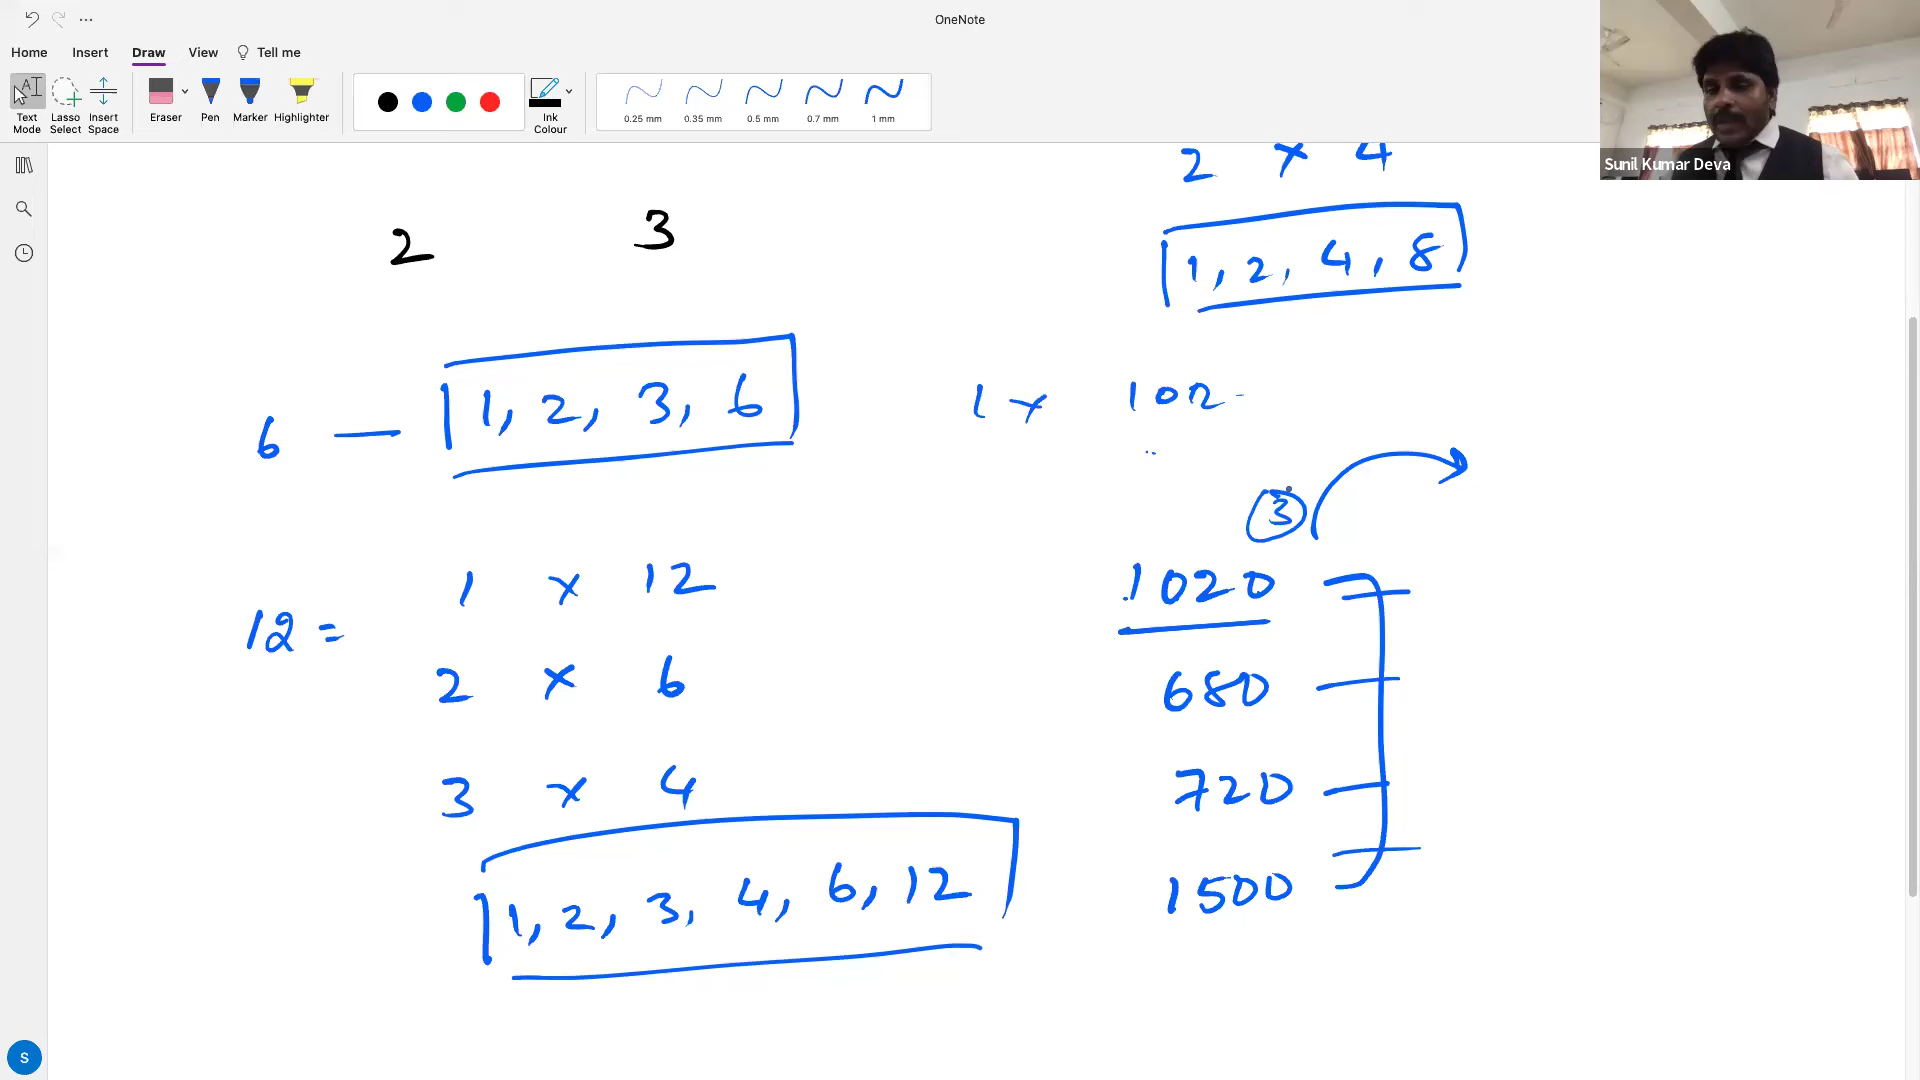 OneNote
Home Insert Draw View Tell me
Text Mode
Lasso Select
Insert Space
Eraser
Pen
Marker
Highlighter
Ink Colour
0.25 mm
0.35 mm
0.5 mm
0.7 mm
1 mm
Sunil Kumar Deva
2 x 4
1, 2, 4, 8
2 3
6 — 1, 2, 3, 6
1 x 102
3
12 =
1 x 12
2 x 6
3 x 4
1, 2, 3, 4, 6, 12
1020
680
720
1500
S